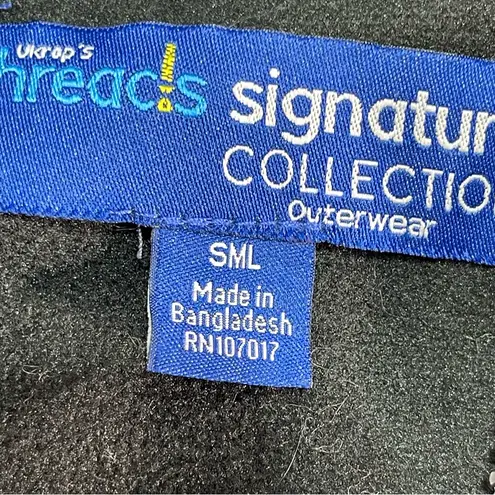 Ukrop's
threads
signatur
COLLECTIO
Outerwear
SML
Made in
Bangladesh
RN107017